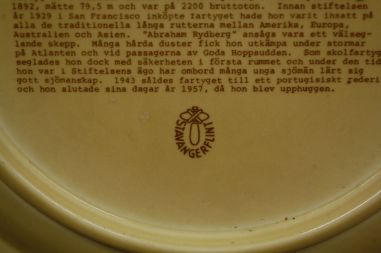 1892, mätte 79,5 m och var på 2200 bruttoton. Innan stiftelsen
år 1929 i San Francisco inköpte fartyget hade hon varit insatt på
alla de traditionella långa rutterna mellan Amerika, Europa,
Australien och Asien. "Abraham Rydberg" ansågs vara ett välseg-
lande skepp. Många hårda duster fick hon utkämpa under stormar
på Atlanten och vid passagerna av Goda Hoppsudden. Som skolfartyg
seglades hon dock med säkerheten i första rummet och under den tid
hon var i Stiftelsens ägo har ombord många unga sjömän lärt sig
gott sjömanskap. 1943 såldes fartyget till ett portugisiskt rederi
och hon slutade sina dagar år 1957, då hon blev upphuggen.
STAVANGERFLINT